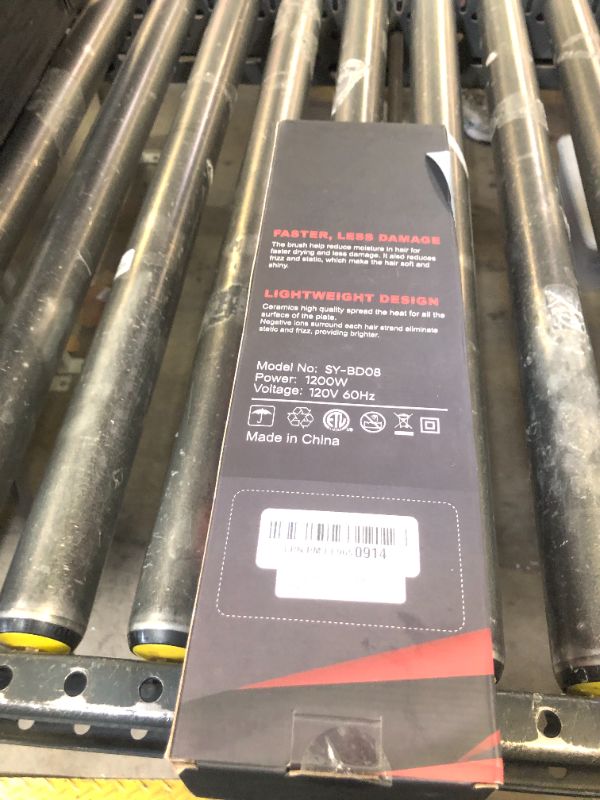 FASTER, LESS DAMAGE
The brush help reduce moisture in hair for
faster drying and less damage. It also reduces
frizz and static, which make the hair soft and
shiny.
LIGHTWEIGHT DESIGN
Ceramics high quality spread the heat for all the
surface of the plate.
Negative ions surround each hair strand eliminate
static and frizz, providing brighter.
Model No: SY-BD08
Power: 1200W
Voltage: 120V 60Hz
ETL
Made in China
0914